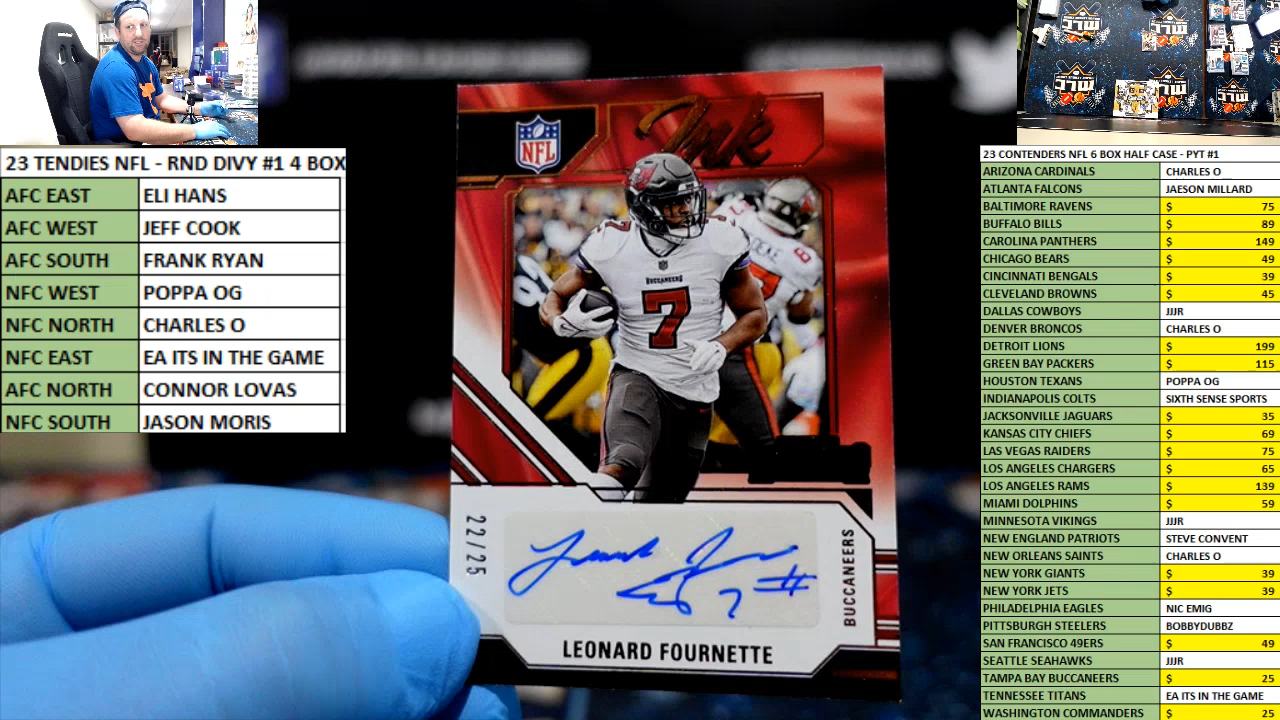 23 TENDIES NFL - RND DIVY #1 4 BOX
AFC EAST ELI HANS
AFC WEST JEFF COOK
AFC SOUTH FRANK RYAN
NFC WEST POPPA OG
NFC NORTH CHARLES O
NFC EAST EA ITS IN THE GAME
AFC NORTH CONNOR LOVAS
NFC SOUTH JASON MORIS
NFL
Ink
BUCCANEERS
7
22/25
BUCCANEERS
LEONARD FOURNETTE
23 CONTENDERS NFL 6 BOX HALF CASE - PYT #1
ARIZONA CARDINALS CHARLES O
ATLANTA FALCONS JAESON MILLARD
BALTIMORE RAVENS $ 75
BUFFALO BILLS $ 89
CAROLINA PANTHERS $ 149
CHICAGO BEARS $ 49
CINCINNATI BENGALS $ 39
CLEVELAND BROWNS $ 45
DALLAS COWBOYS JJJR
DENVER BRONCOS CHARLES O
DETROIT LIONS $ 199
GREEN BAY PACKERS $ 115
HOUSTON TEXANS POPPA OG
INDIANAPOLIS COLTS SIXTH SENSE SPORTS
JACKSONVILLE JAGUARS $ 35
KANSAS CITY CHIEFS $ 69
LAS VEGAS RAIDERS $ 75
LOS ANGELES CHARGERS $ 65
LOS ANGELES RAMS $ 139
MIAMI DOLPHINS $ 59
MINNESOTA VIKINGS JJJR
NEW ENGLAND PATRIOTS STEVE CONVENT
NEW ORLEANS SAINTS CHARLES O
NEW YORK GIANTS $ 39
NEW YORK JETS $ 39
PHILADELPHIA EAGLES NIC EMIG
PITTSBURGH STEELERS BOBBYDUBBZ
SAN FRANCISCO 49ERS $ 49
SEATTLE SEAHAWKS JJJR
TAMPA BAY BUCCANEERS $ 25
TENNESSEE TITANS EA ITS IN THE GAME
WASHINGTON COMMANDERS $ 25